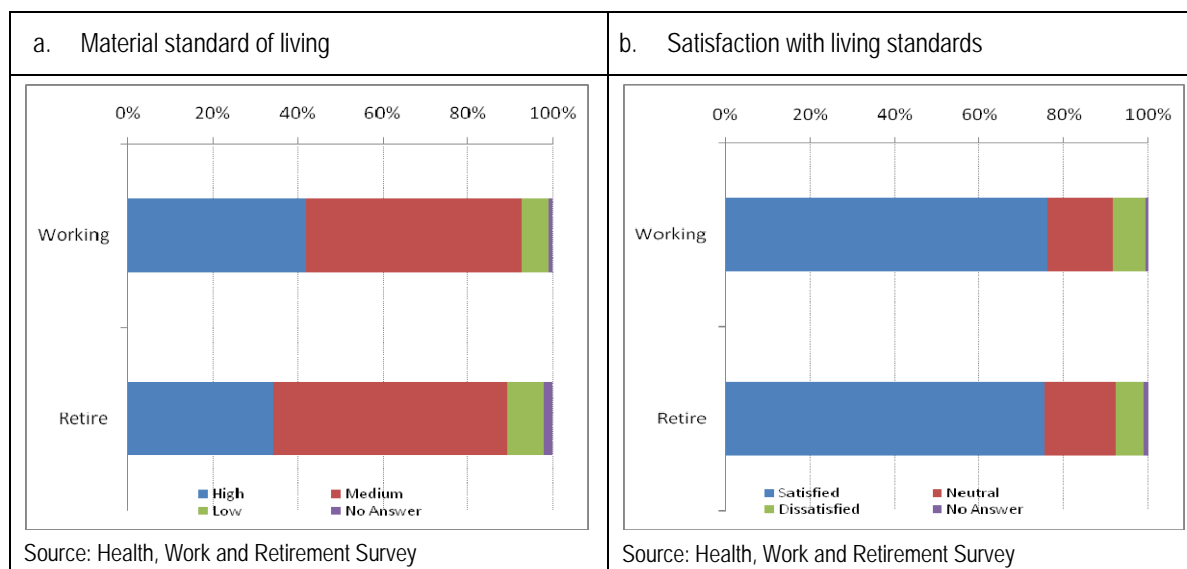 a. Material standard of living
b. Satisfaction with living standards
0% 20% 40% 60% 80% 100%
Working
Retire
High Medium
Low No Answer
Source: Health, Work and Retirement Survey
0% 20% 40% 60% 80% 100%
Working
Retire
Satisfied Neutral
Dissatisfied No Answer
Source: Health, Work and Retirement Survey